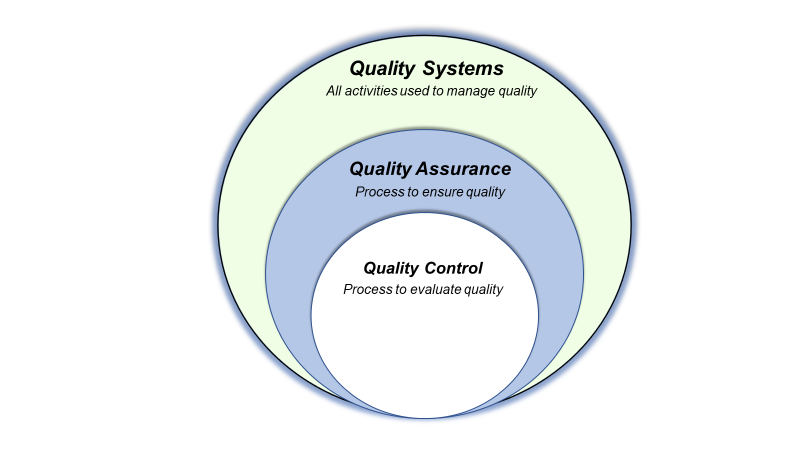 Quality Systems
All activities used to manage quality
Quality Assurance
Process to ensure quality
Quality Control
Process to evaluate quality